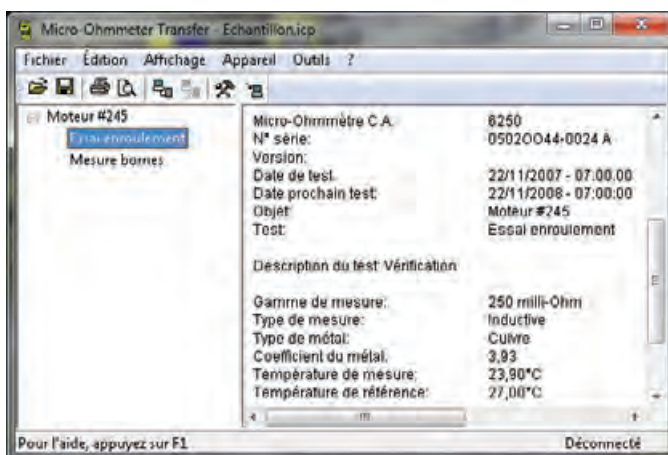 Micro-Ohmmeter Transfer - Echantillon.icp
Fichier Édition Affichage Appareil Outils ?
Moteur #245
Essai enroulement
Mesure bornes
Micro-Ohmmètre C.A. 6250
N° série: 05020044-0024 A
Version:
Date de test. 22/11/2007 - 07.00.00
Date prochain test: 22/11/2008 - 07:00:00
Objet Moteur #245
Test: Essai enroulement
Description du test: Vérification
Gamme de mesure: 250 milli-Ohm
Type de mesure: Inductive
Type de métal: Cuivre
Coefficient du métal. 3,93
Température de mesure: 23,90°C
Température de référence: 27,00°C
Pour l'aide, appuyez sur F1
Déconnecté